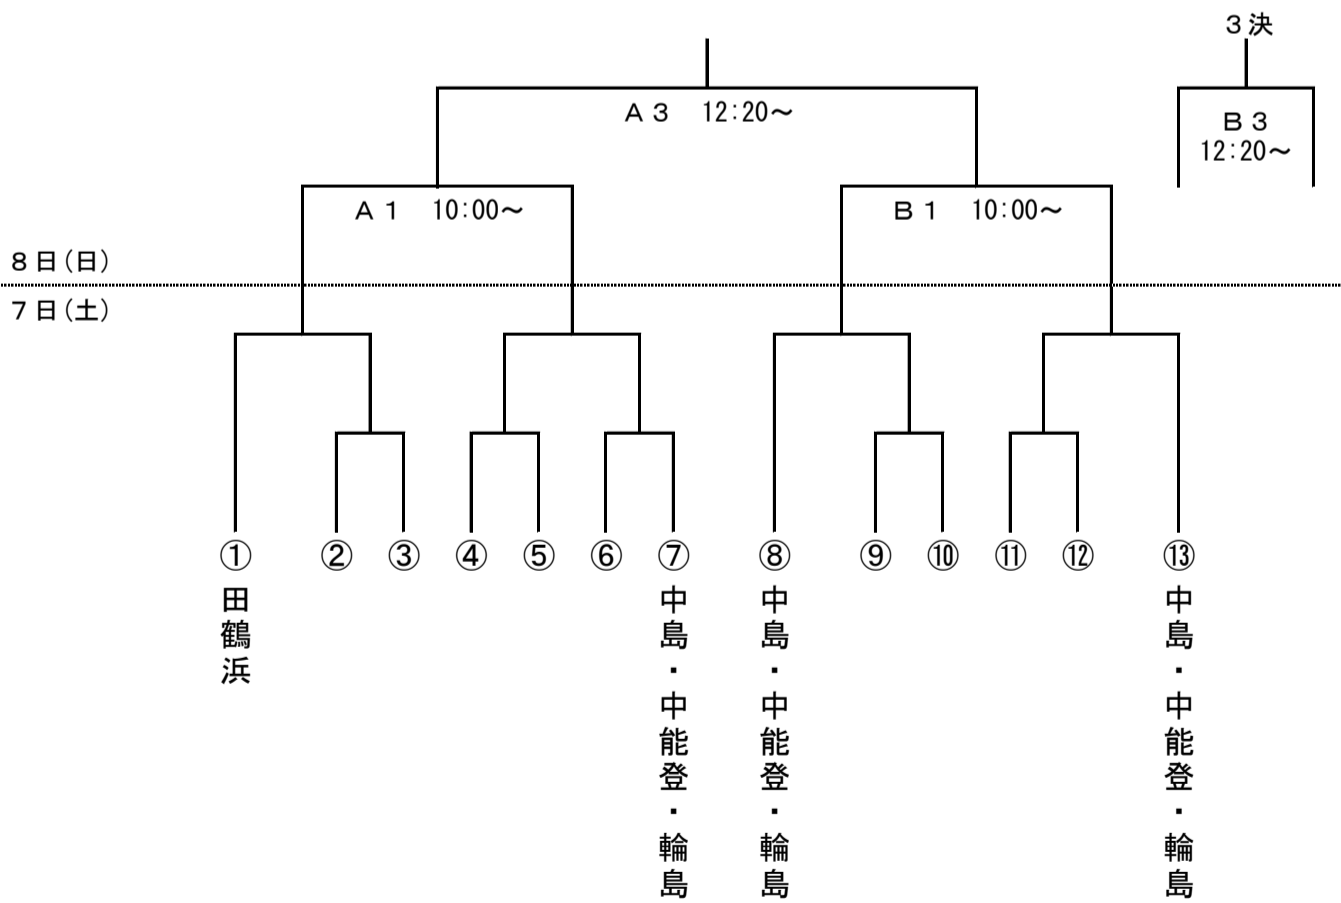 3決
A3 12:20～
B3
12:20～
A1 10:00～
B1 10:00～
8日(日)
7日(土)
① ② ③ ④ ⑤ ⑥ ⑦ ⑧ ⑨ ⑩ ⑪ ⑫ ⑬
田鶴浜
中島・中能登・輪島
中島・中能登・輪島
中島・中能登・輪島